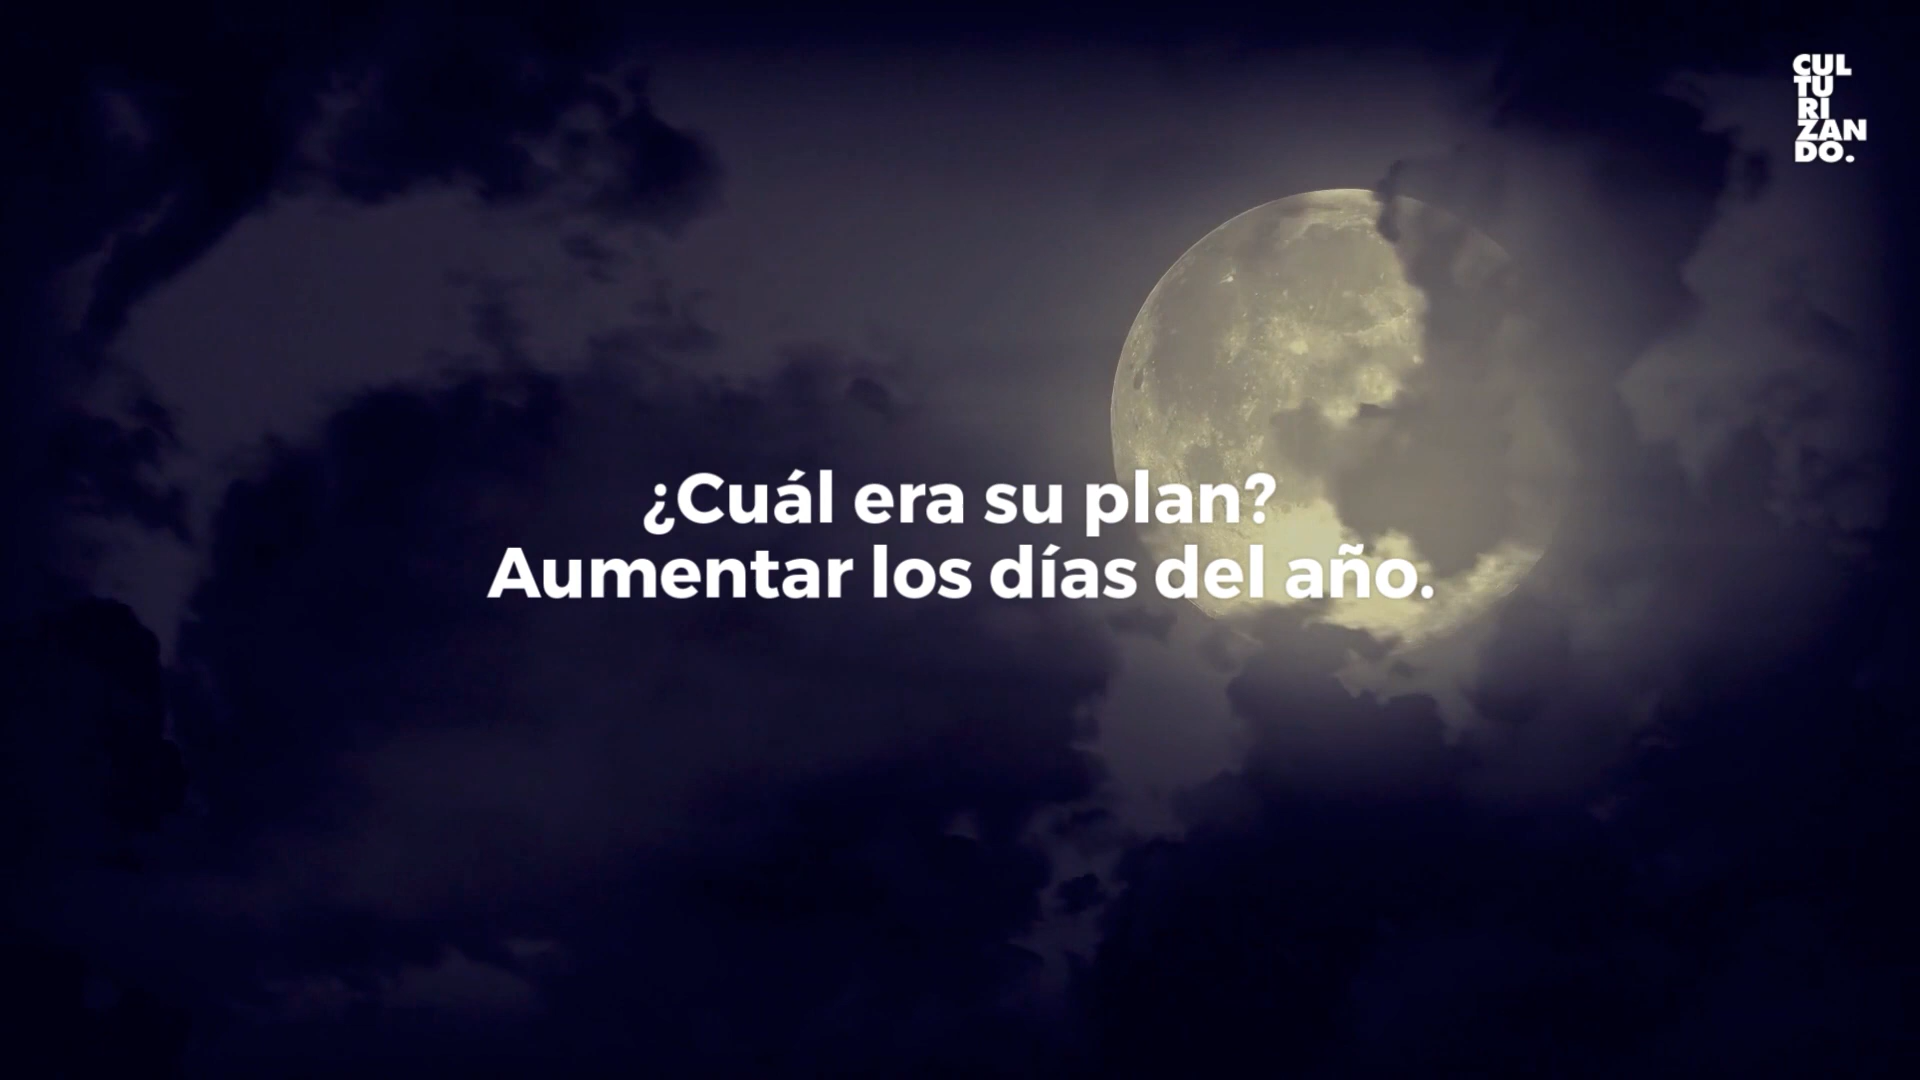 CUL
TU
RI
ZAN
DO.
¿Cuál era su plan?
Aumentar los días del año.